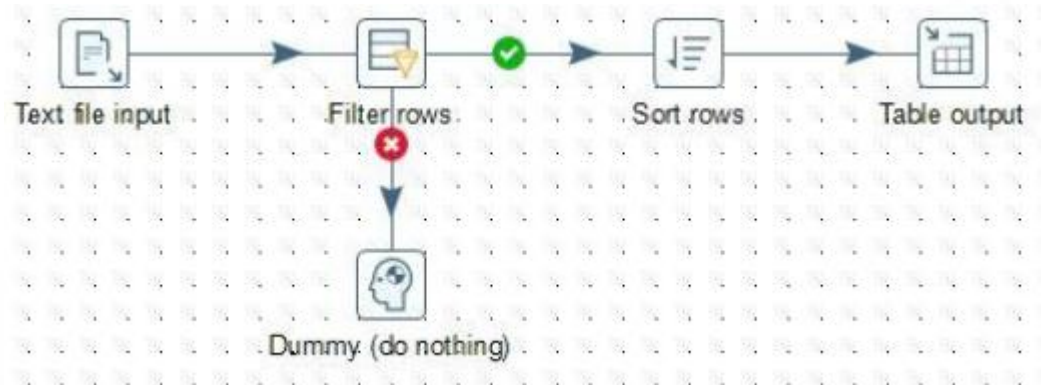 Text file input
Filter rows
Sort rows
Table output
Dummy (do nothing)